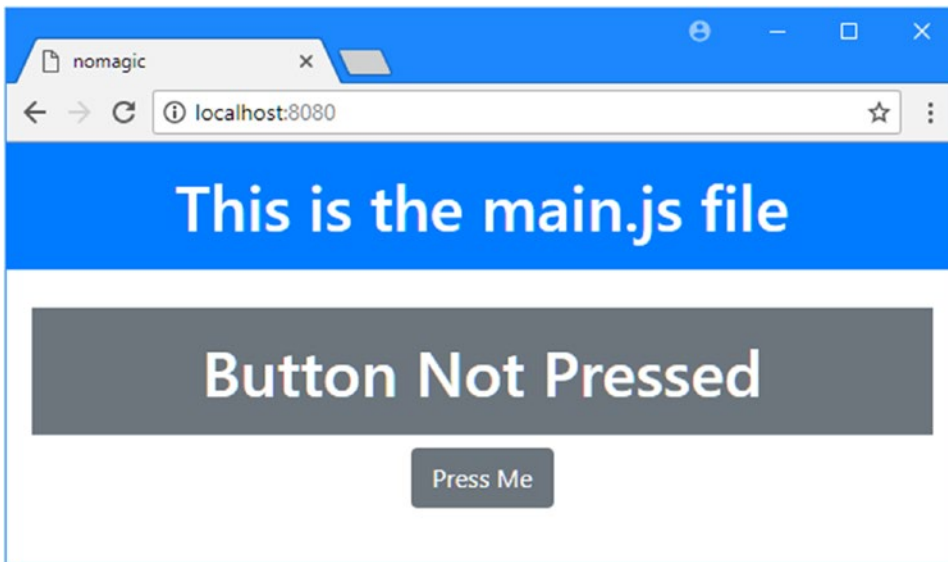 nomagic
localhost:8080
This is the main.js file
Button Not Pressed
Press Me